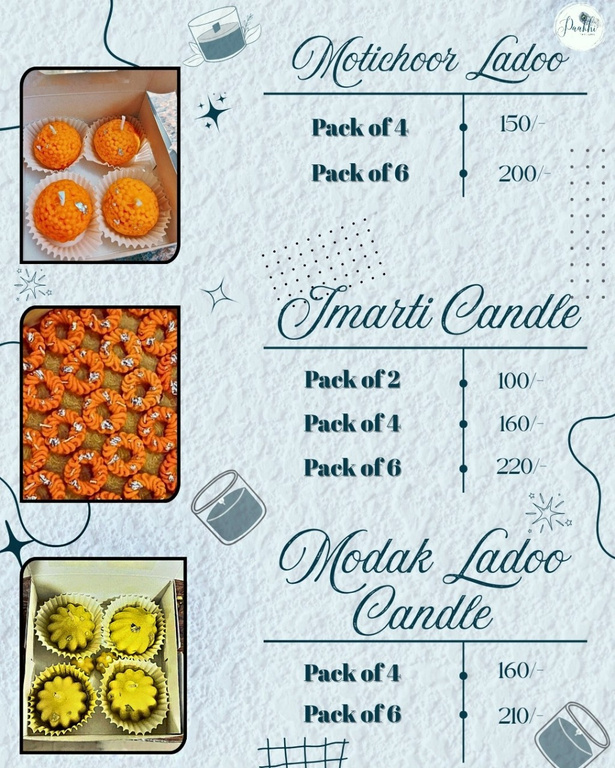 Paakhi
Motichoor Ladoo
Pack of 4 150/-
Pack of 6 200/-
Imarti Candle
Pack of 2 100/-
Pack of 4 160/-
Pack of 6 220/-
Modak Ladoo
Candle
Pack of 4 160/-
Pack of 6 210/-